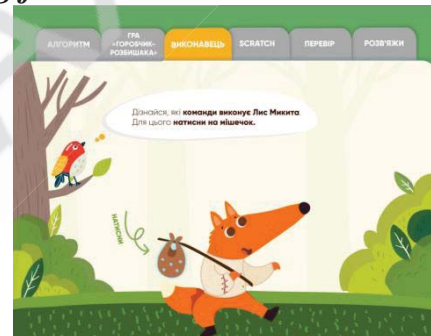 АЛГОРИТМ
ГРА
«ГОРОБЧИК-
РОЗБИШАКА»
ВИКОНАВЕЦЬ
SCRATCH
ПЕРЕВІР
РОЗВ'ЯЖИ
Дізнайся, які команди виконує Лис Микита.
Для цього натисни на мішечок.
НАТИСНИ